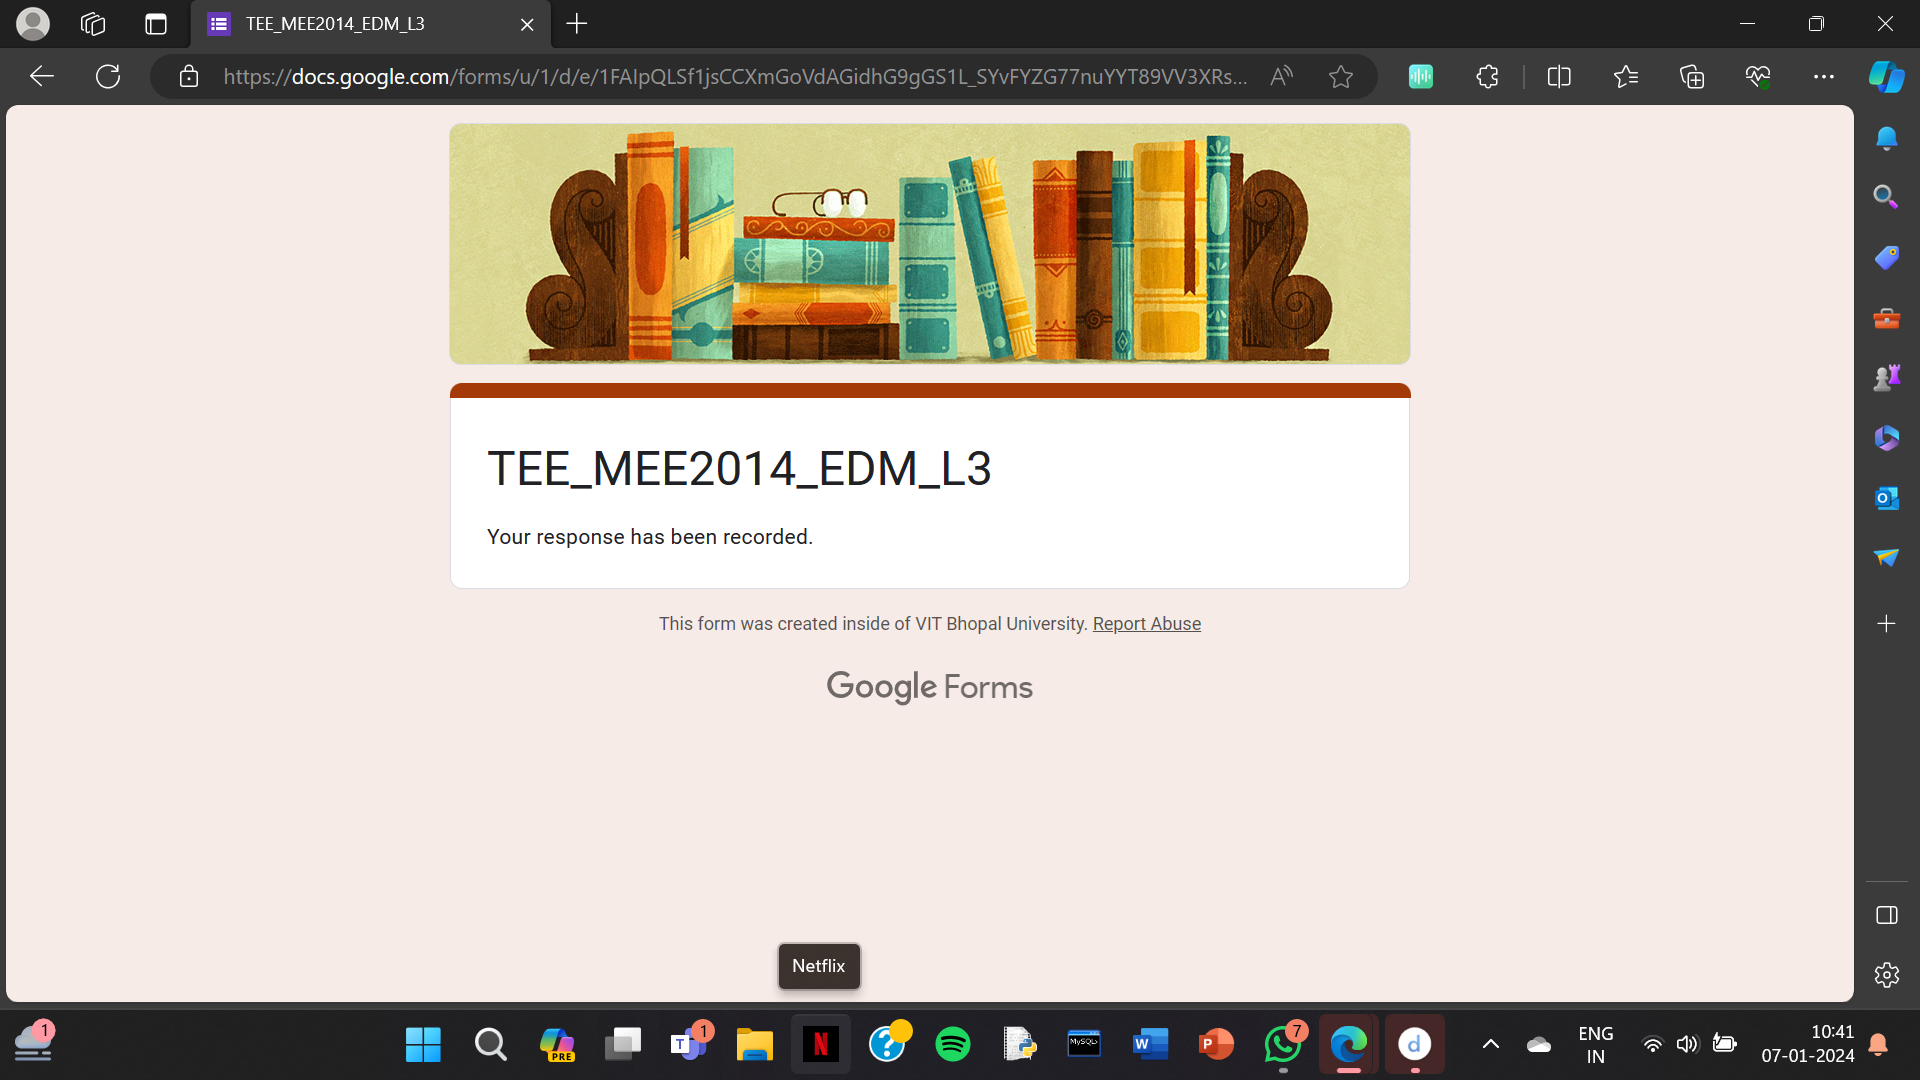 TEE_MEE2014_EDM_L3
https://docs.google.com/forms/u/1/d/e/1FAIpQLSf1jsCCXmGoVdAGidhG9gGS1L_SYvFYZG77nuYYT89VV3XRs...
TEE_MEE2014_EDM_L3
Your response has been recorded.
This form was created inside of VIT Bhopal University. Report Abuse
Google Forms
Netflix
1
PRE
T 1
N
?
MySQL
W
P
7
d
ENG
IN
10:41
07-01-2024